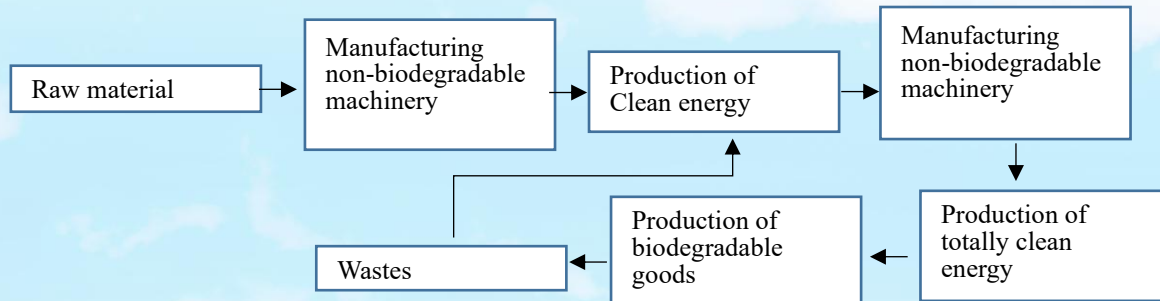 Raw material
Manufacturing
non-biodegradable
machinery
Production of
Clean energy
Manufacturing
non-biodegradable
machinery
Production of
totally clean
energy
Production of
biodegradable
goods
Wastes